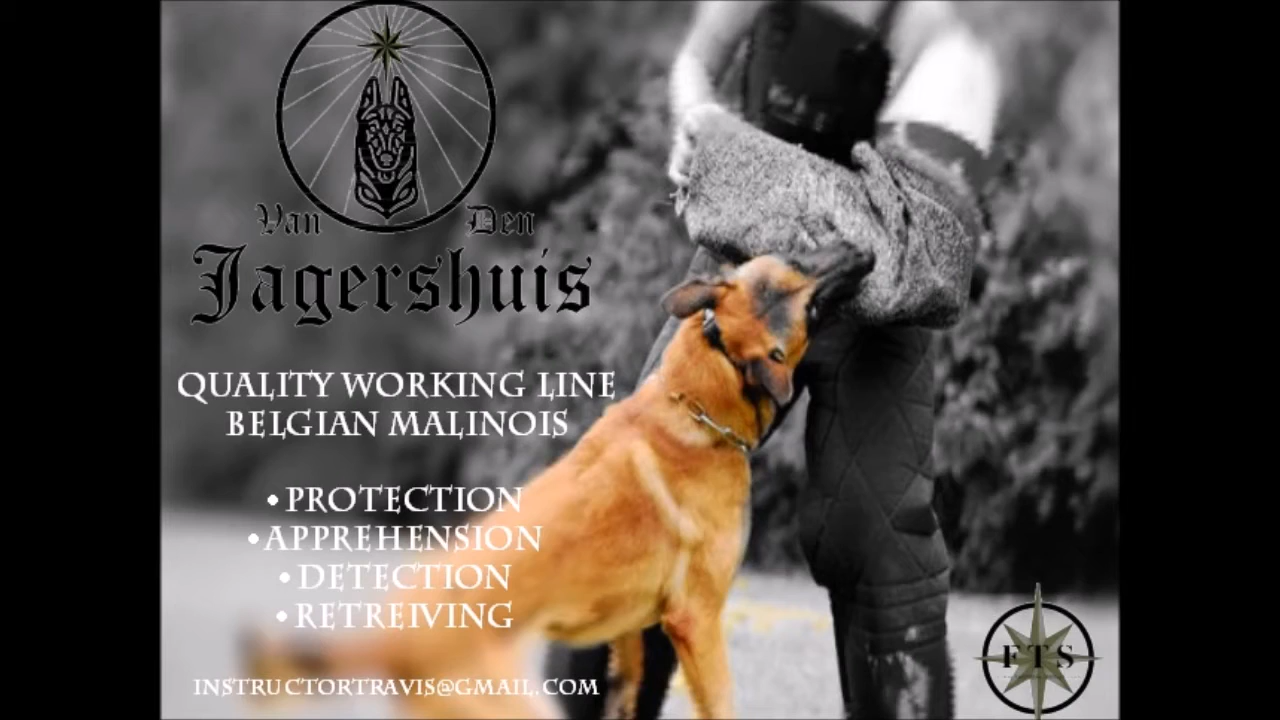 Van Den
Jagershuis
QUALITY WORKING LINE
BELGIAN MALINOIS
• PROTECTION
• APPREHENSION
• DETECTION
• RETREIVING
INSTRUCTORTRAVIS@GMAIL.COM
FTS